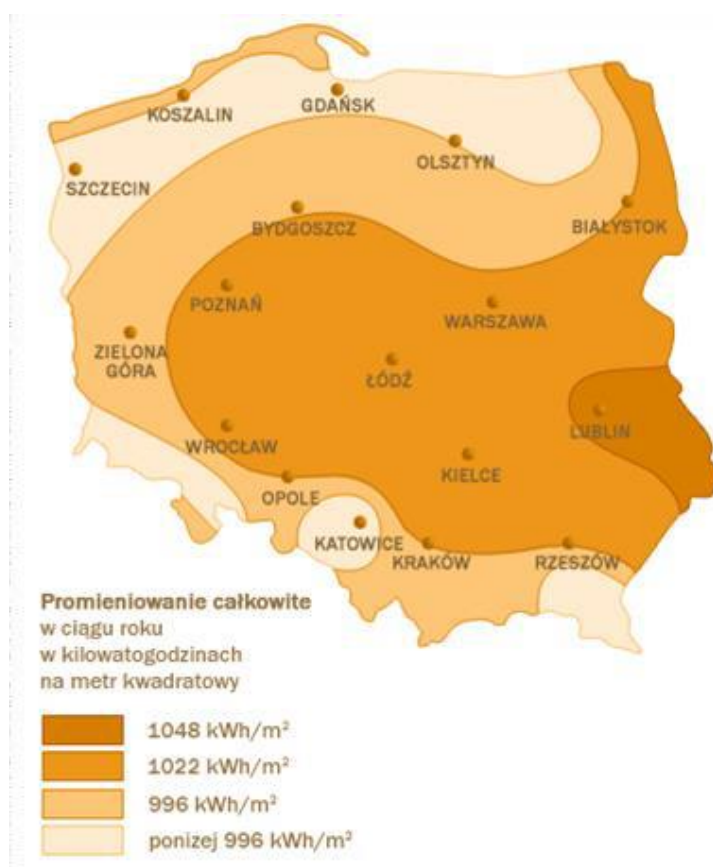 KOSZALIN
GDAŃSK
OLSZTYN
SZCZECIN
BYDGOSZCZ
BIAŁYSTOK
POZNAŃ
WARSZAWA
ZIELONA
GÓRA
ŁÓDŹ
LUBLIN
WROCŁAW
KIELCE
OPOLE
KATOWICE
KRAKÓW
RZESZÓW
Promieniowanie całkowite
w ciągu roku
w kilowatogodzinach
na metr kwadratowy
1048 kWh/m²
1022 kWh/m²
996 kWh/m²
poniżej 996 kWh/m²